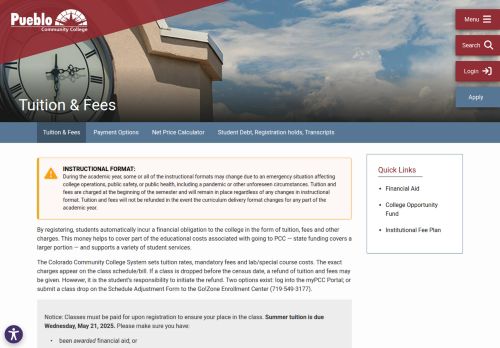 Pueblo
Community College
Menu
Search
Login
Apply
Tuition & Fees
Tuition & Fees
Payment Options
Net Price Calculator
Student Debt, Registration holds, Transcripts
INSTRUCTIONAL FORMAT:
During the academic year, some or all of the instructional formats may change due to an emergency situation affecting
college operations, public safety, or public health, including a pandemic or other unforeseen circumstances. Tuition and
fees are charged at the beginning of the semester and will remain in place regardless of any changes in instructional
format. Tuition and fees will not be refunded in the event the curriculum delivery format changes for any part of the
academic year.
By registering, students automatically incur a financial obligation to the college in the form of tuition, fees and other
charges. This money helps to cover part of the educational costs associated with going to PCC — state funding covers a
larger portion — and supports a variety of student services.
The Colorado Community College System sets tuition rates, mandatory fees and lab/special course costs. The exact
charges appear on the class schedule/bill. If a class is dropped before the census date, a refund of tuition and fees may
be given. However, it is the student's responsibility to initiate the refund. Two options exist: log into the myPCC Portal; or
submit a class drop on the Schedule Adjustment Form to the Go!Zone Enrollment Center (719-549-3177).
Notice: Classes must be paid for upon registration to ensure your place in the class. Summer tuition is due
Wednesday, May 21, 2025. Please make sure you have:
• been awarded financial aid, or
Quick Links
• Financial Aid
• College Opportunity
Fund
• Institutional Fee Plan